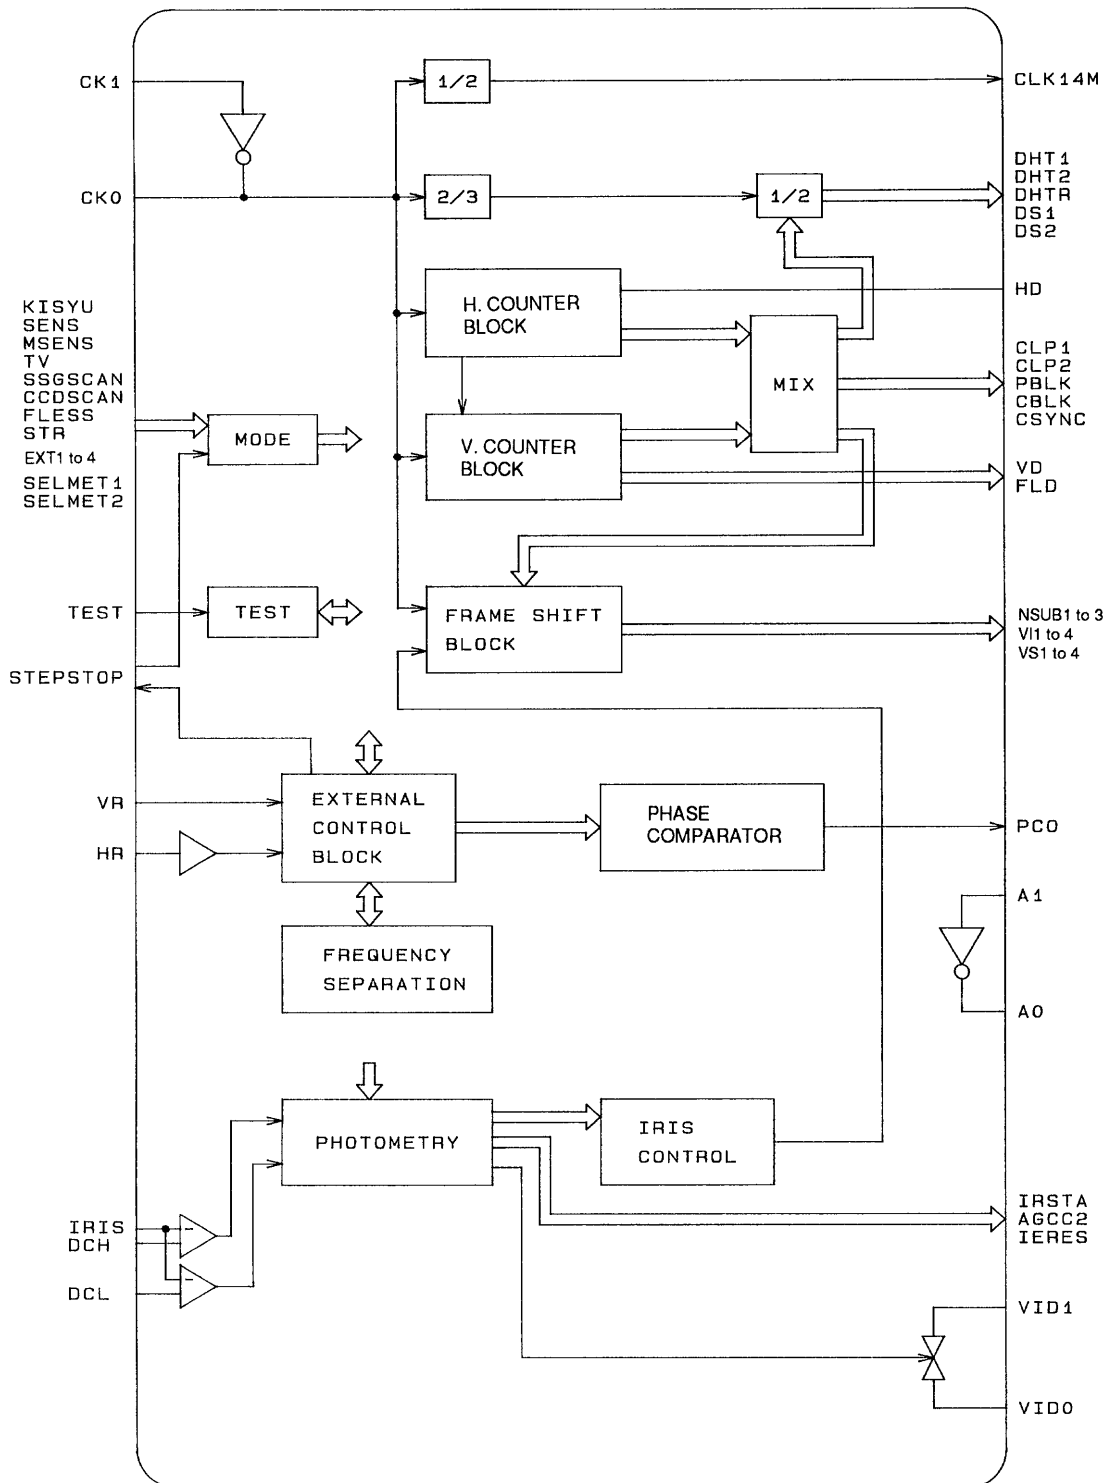 CK1
1/2
CLK14M
CKO
2/3
1/2
DHT1
DHT2
DHTR
DS1
DS2
KISYU
SENS
MSENS
TV
SSGSCAN
CCDSCAN
FLESS
STR
EXT1 to 4
SELMET1
SELMET2
MODE
H. COUNTER
BLOCK
HD
MIX
CLP1
CLP2
PBLK
CBLK
CSYNC
V. COUNTER
BLOCK
VD
FLD
TEST
TEST
FRAME SHIFT
BLOCK
NSUB1 to 3
VI1 to 4
VS1 to 4
STEPSTOP
VR
HR
EXTERNAL
CONTROL
BLOCK
PHASE
COMPARATOR
PCO
A1
AO
FREQUENCY
SEPARATION
PHOTOMETRY
IRIS
CONTROL
IRIS
DCH
DCL
-
-
IRSTA
AGCC2
IERES
VID1
VIDO